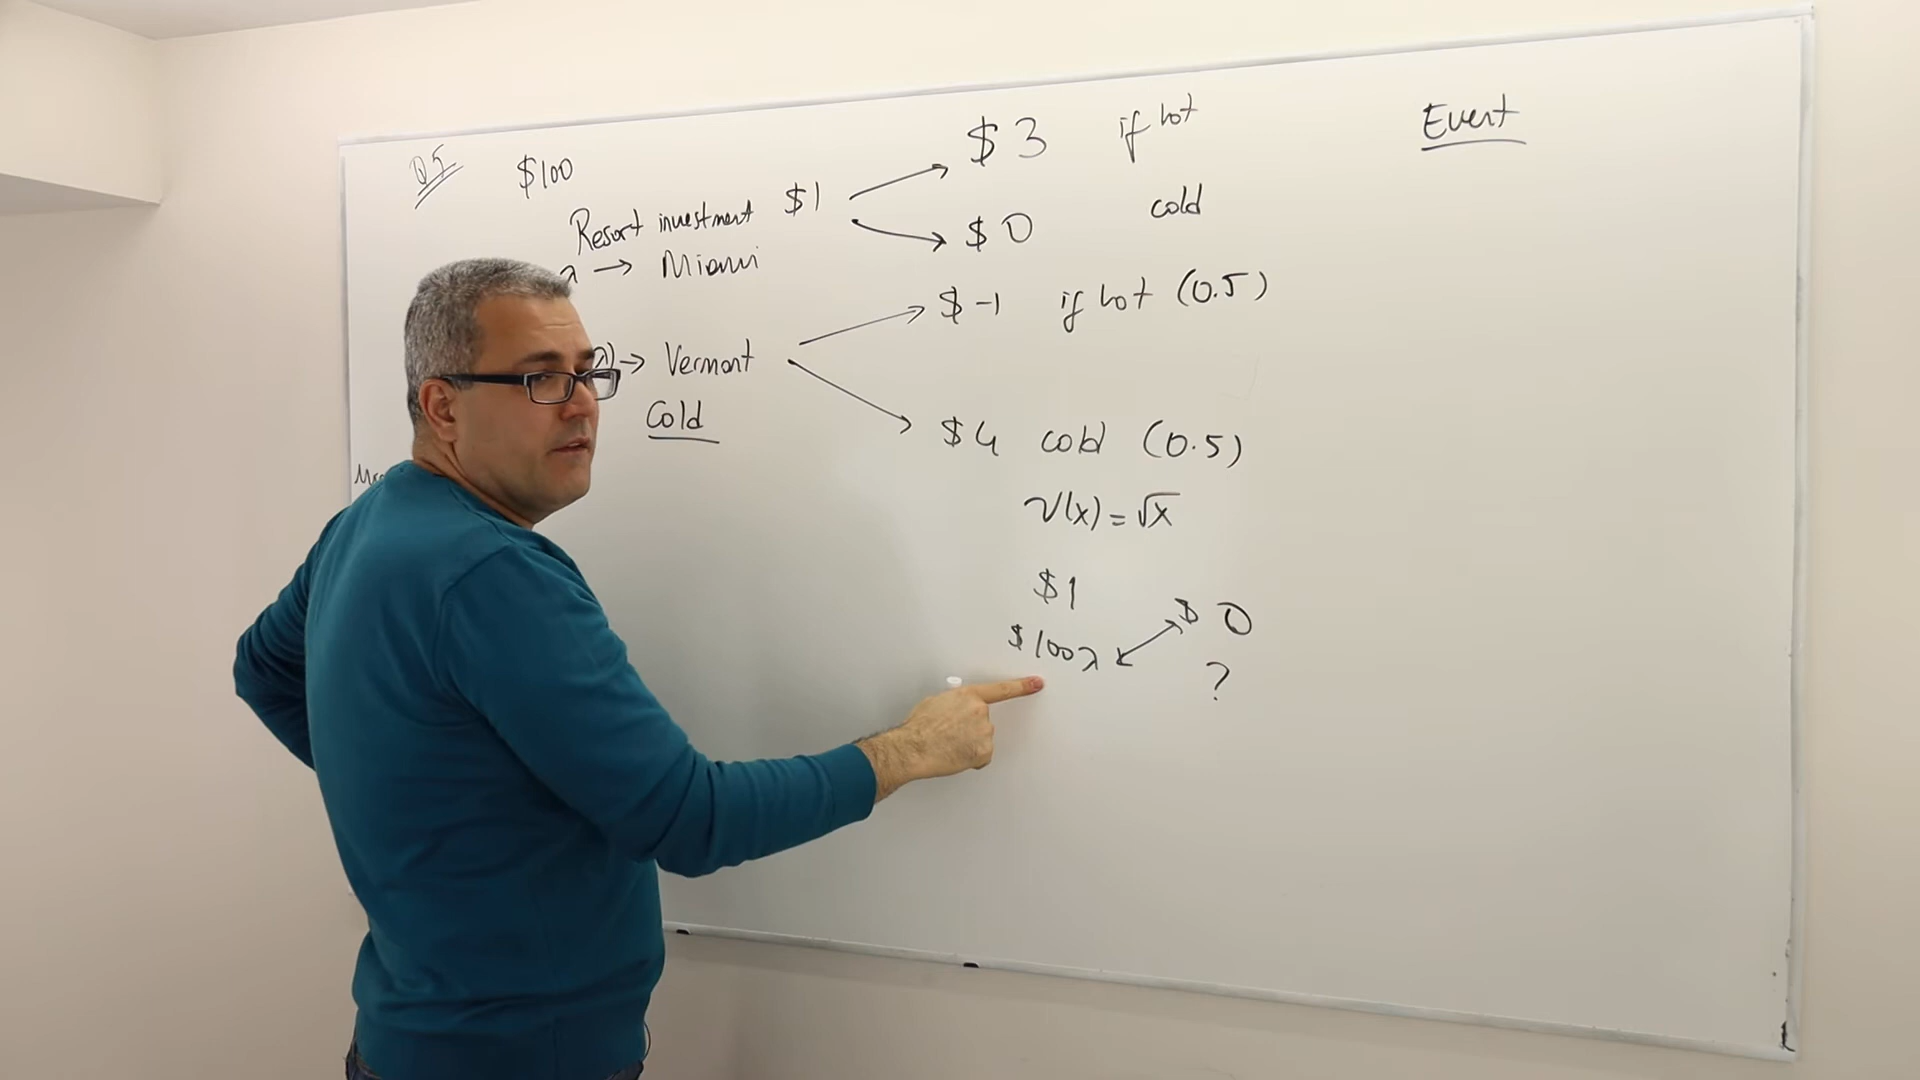 Q5 $100
Resort investment $1
λ → Miami
λ) → Vermont
Cold
$ 3 if hot
$ 0 cold
$ -1 if hot (0.5)
$ 4 cold (0.5)
V(x) = √x
$1
$ 0
$ 100λ
?
Event